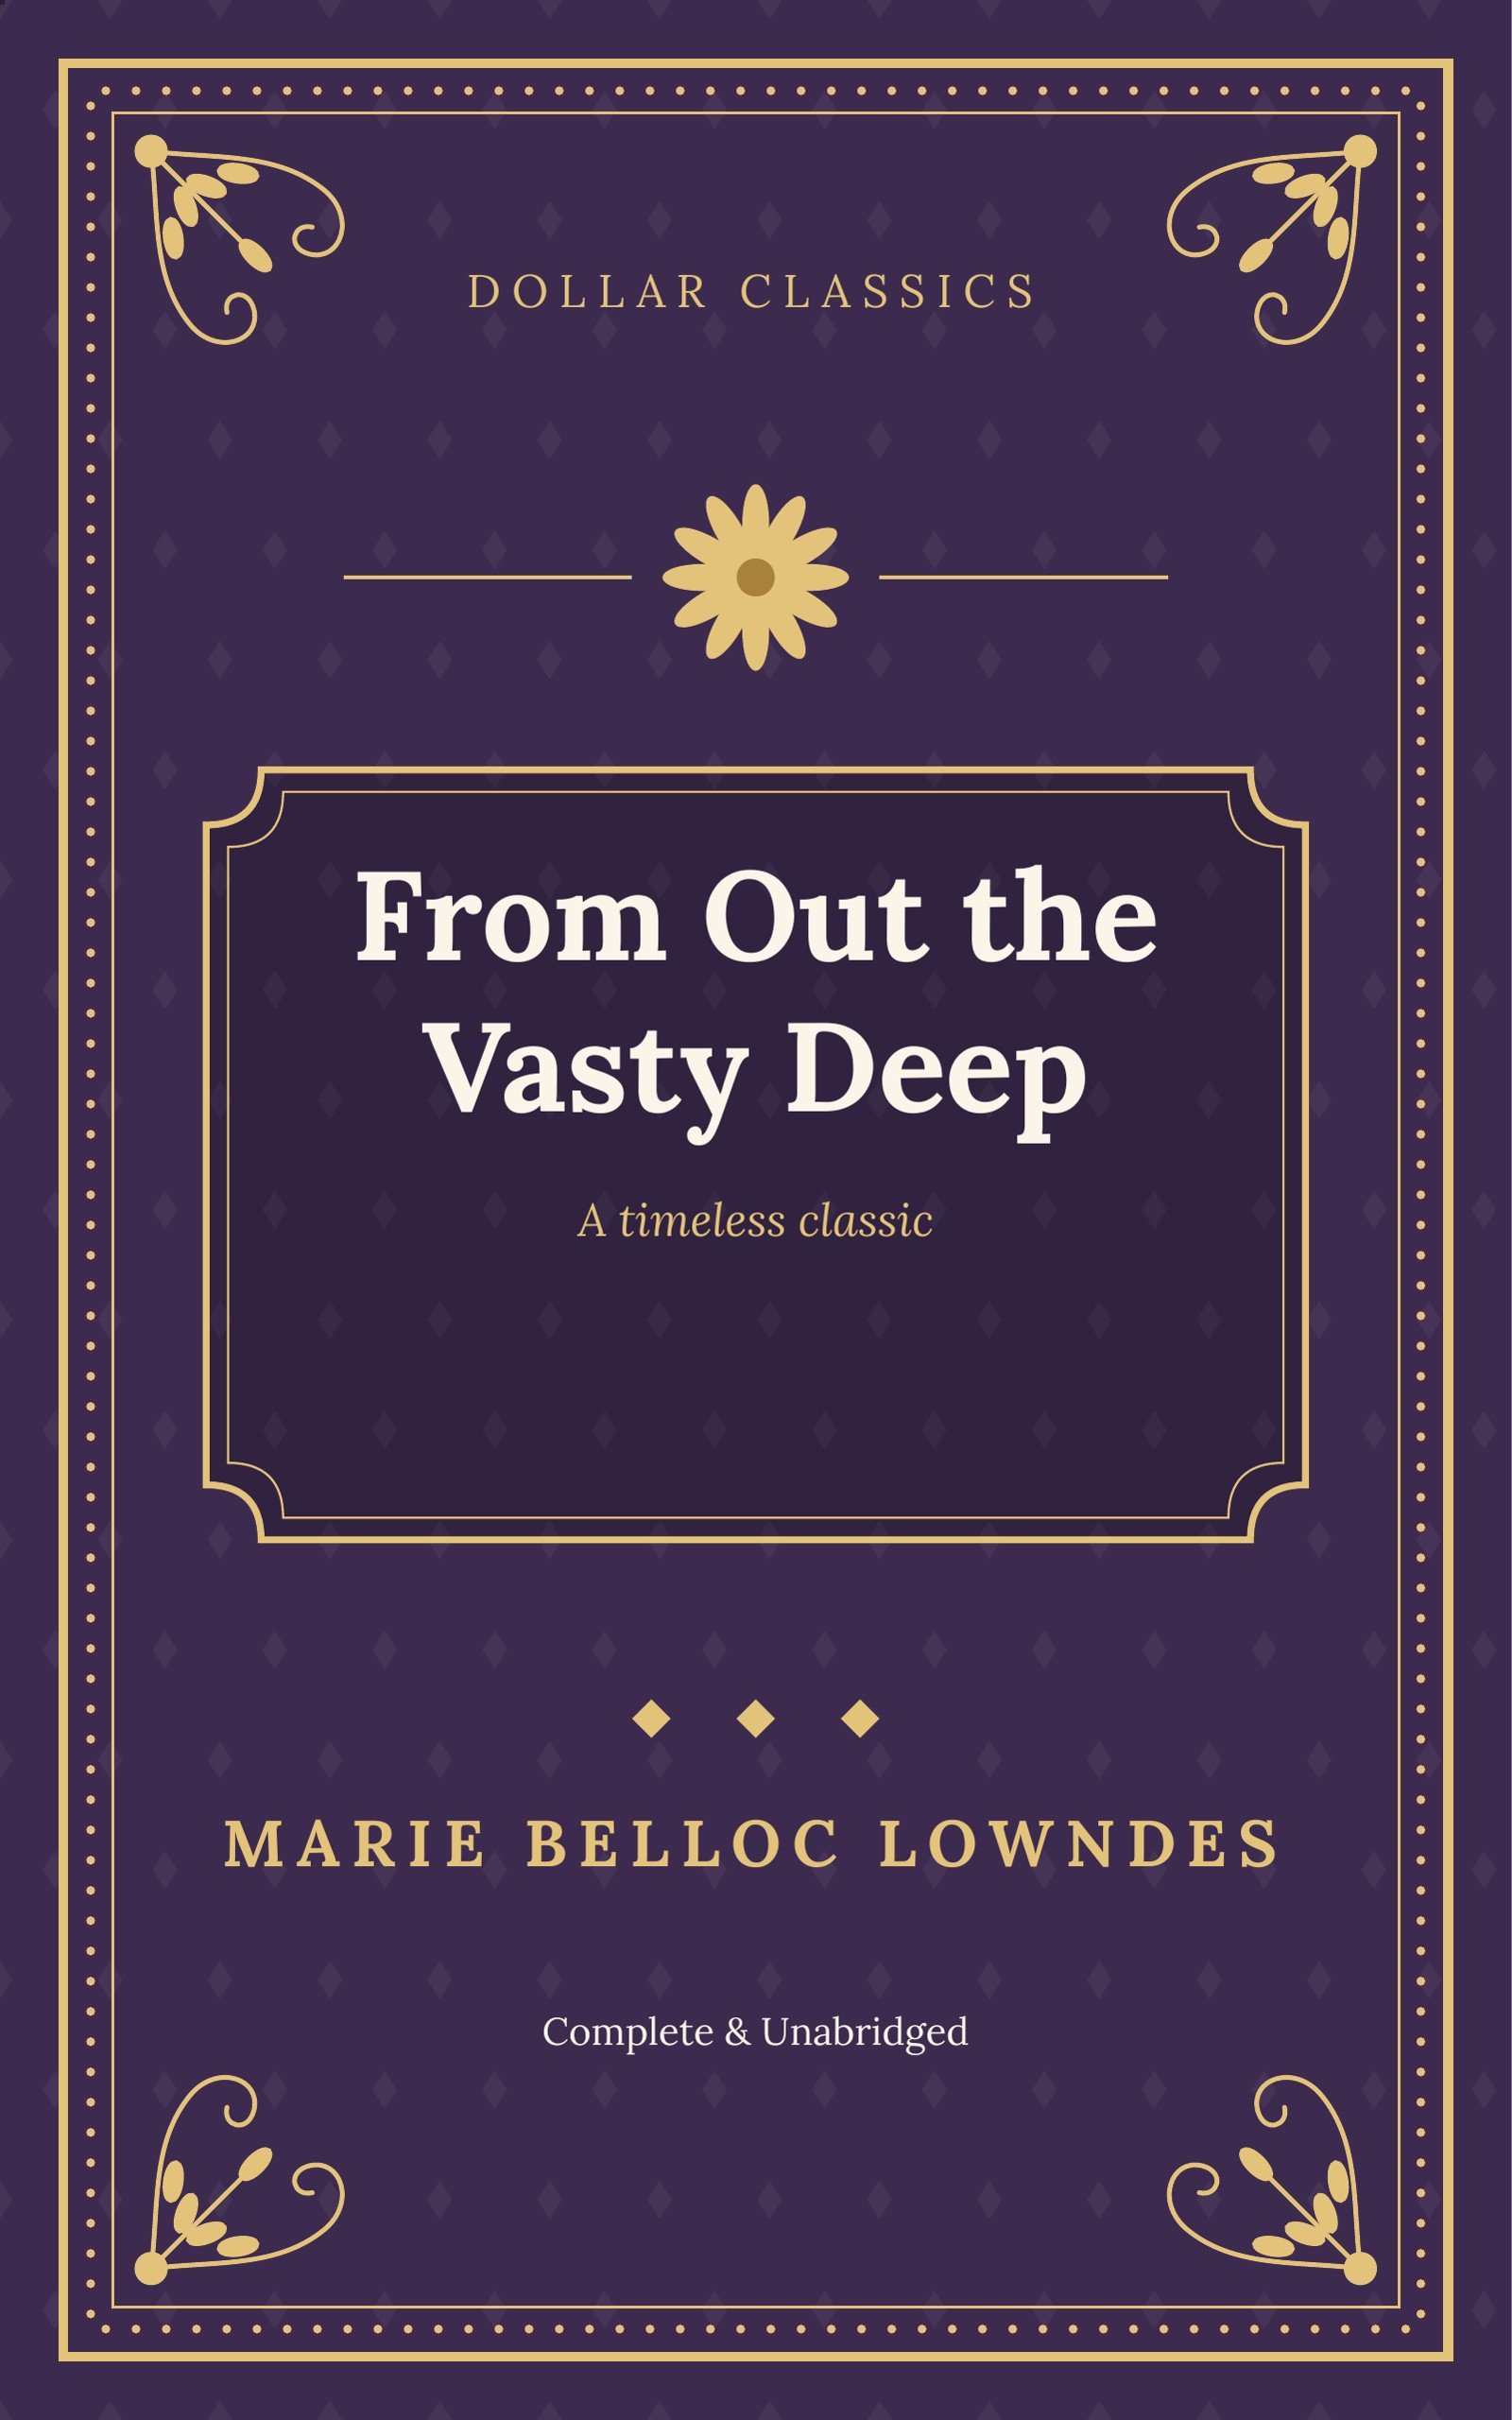 DOLLAR CLASSICS
From Out the
Vasty Deep
A timeless classic
MARIE BELLOC LOWNDES
Complete & Unabridged